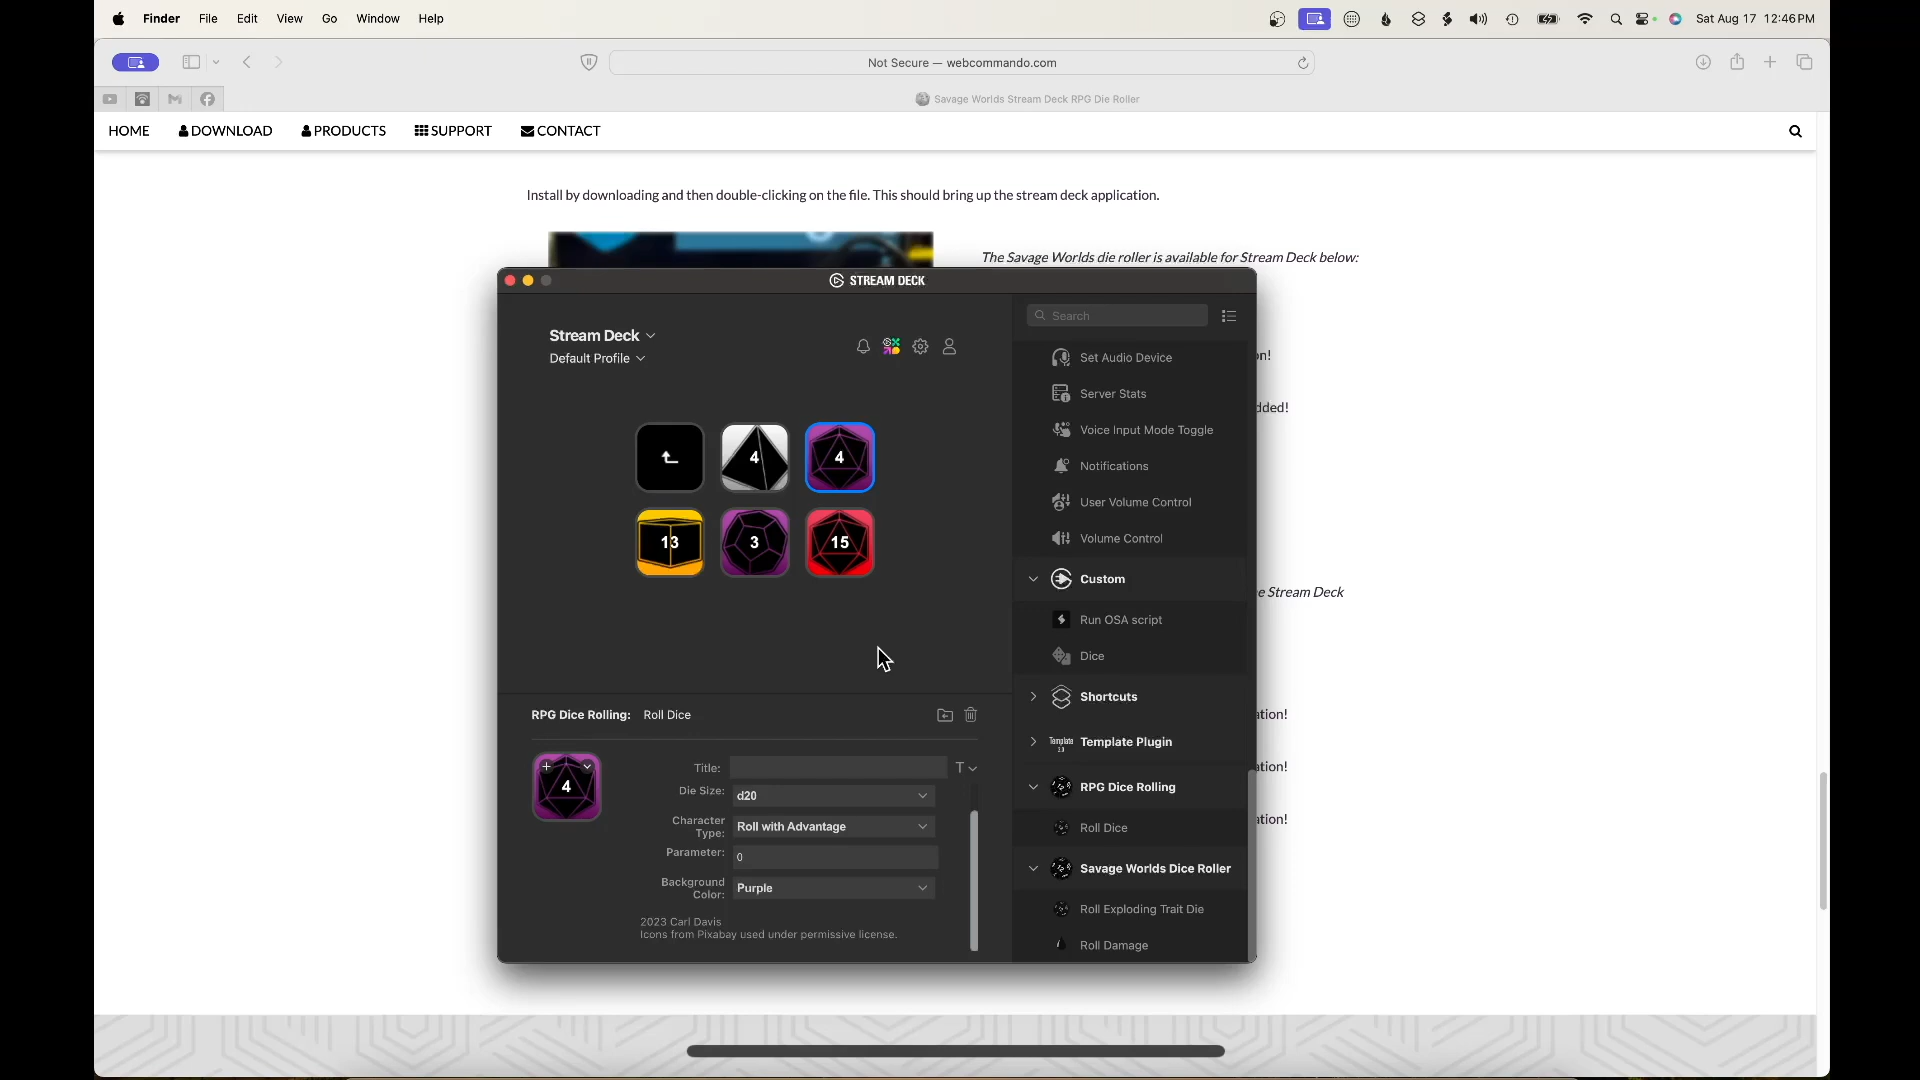 Finder File Edit View Go Window Help
Sat Aug 17 12:46 PM
Not Secure — webcommando.com
Savage Worlds Stream Deck RPG Die Roller
HOME DOWNLOAD PRODUCTS SUPPORT CONTACT
Install by downloading and then double-clicking on the file. This should bring up the stream deck application.
The Savage Worlds die roller is available for Stream Deck below:
STREAM DECK
Stream Deck
Default Profile
4 4
13 3 15
RPG Dice Rolling: Roll Dice
4
Title:
Die Size: d20
Character
Type: Roll with Advantage
Parameter: 0
Background
Color: Purple
2023 Carl Davis
Icons from Pixabay used under permissive license.
Search
Set Audio Device
Server Stats
Voice Input Mode Toggle
Notifications
User Volume Control
Volume Control
Custom
Run OSA script
Dice
Shortcuts
Template
2.0
Template Plugin
RPG Dice Rolling
Roll Dice
Savage Worlds Dice Roller
Roll Exploding Trait Die
Roll Damage
on!
dded!
e Stream Deck
ation!
ation!
ation!